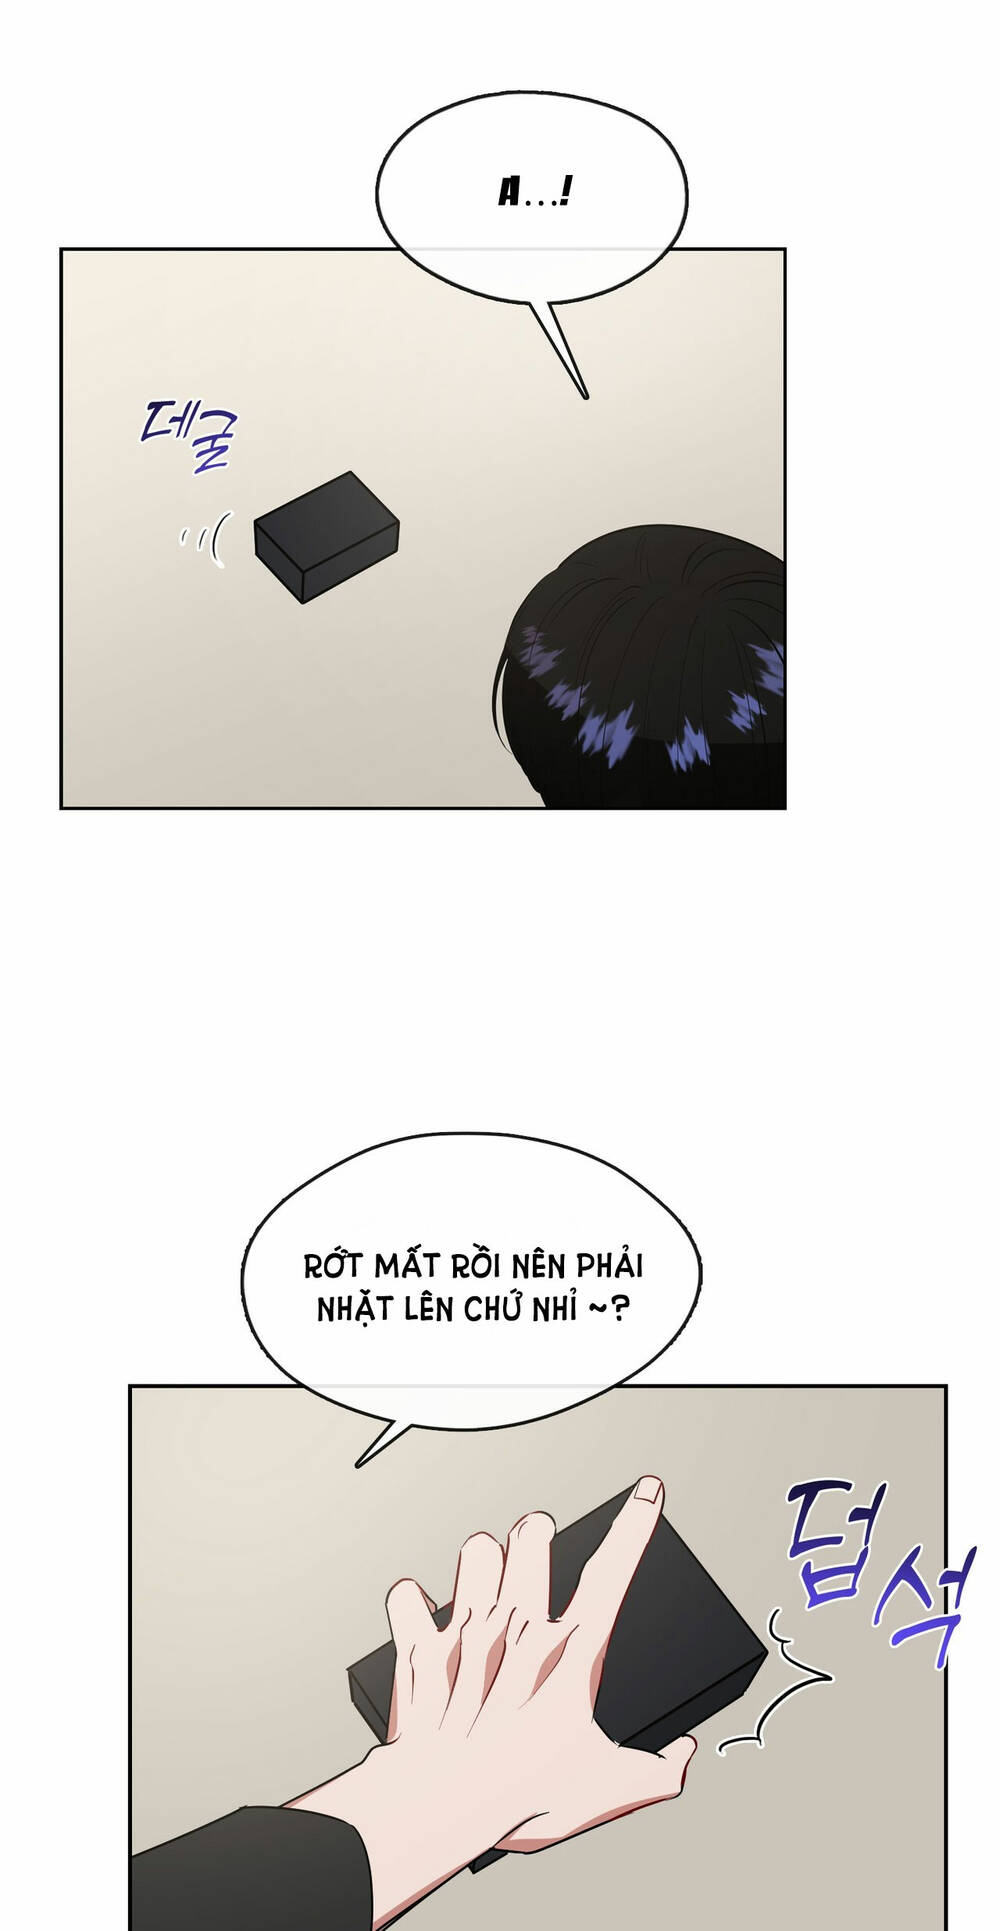 A...!
데굴
RỚT MẤT RỒI NÊN PHẢI
NHẶT LÊN CHỨ NHỈ ~?
덥석